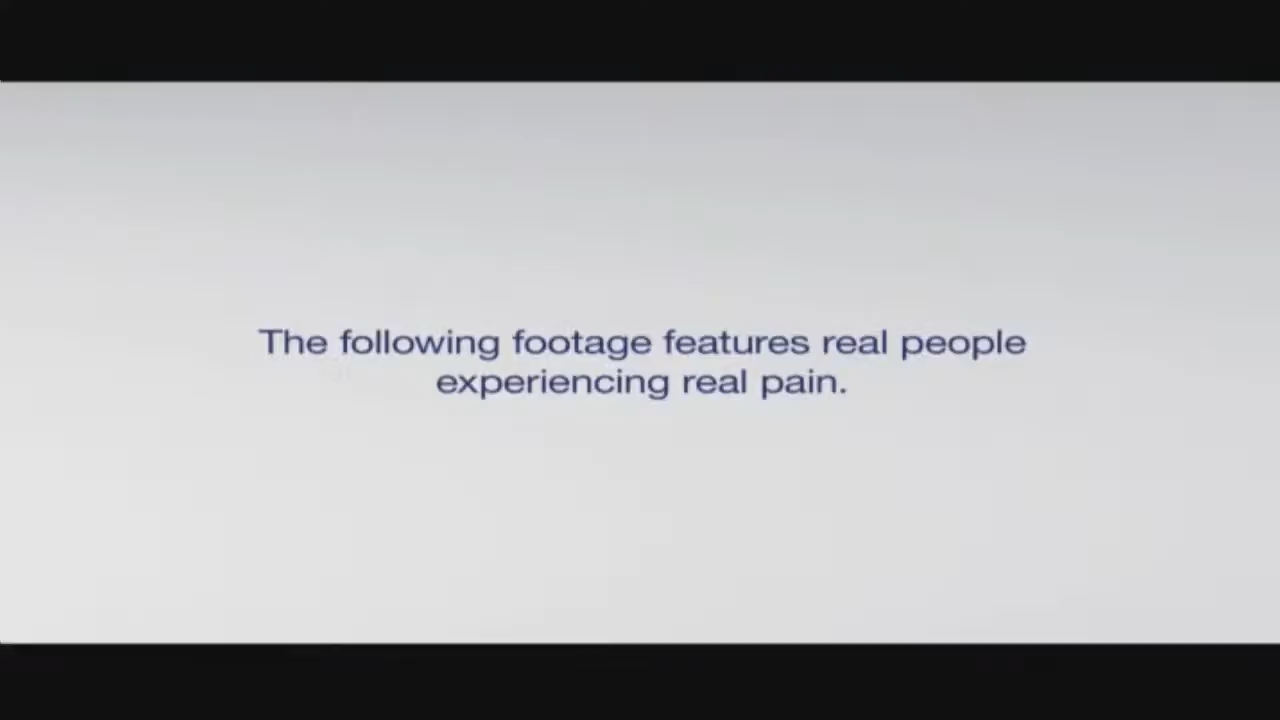 The following footage features real people
experiencing real pain.